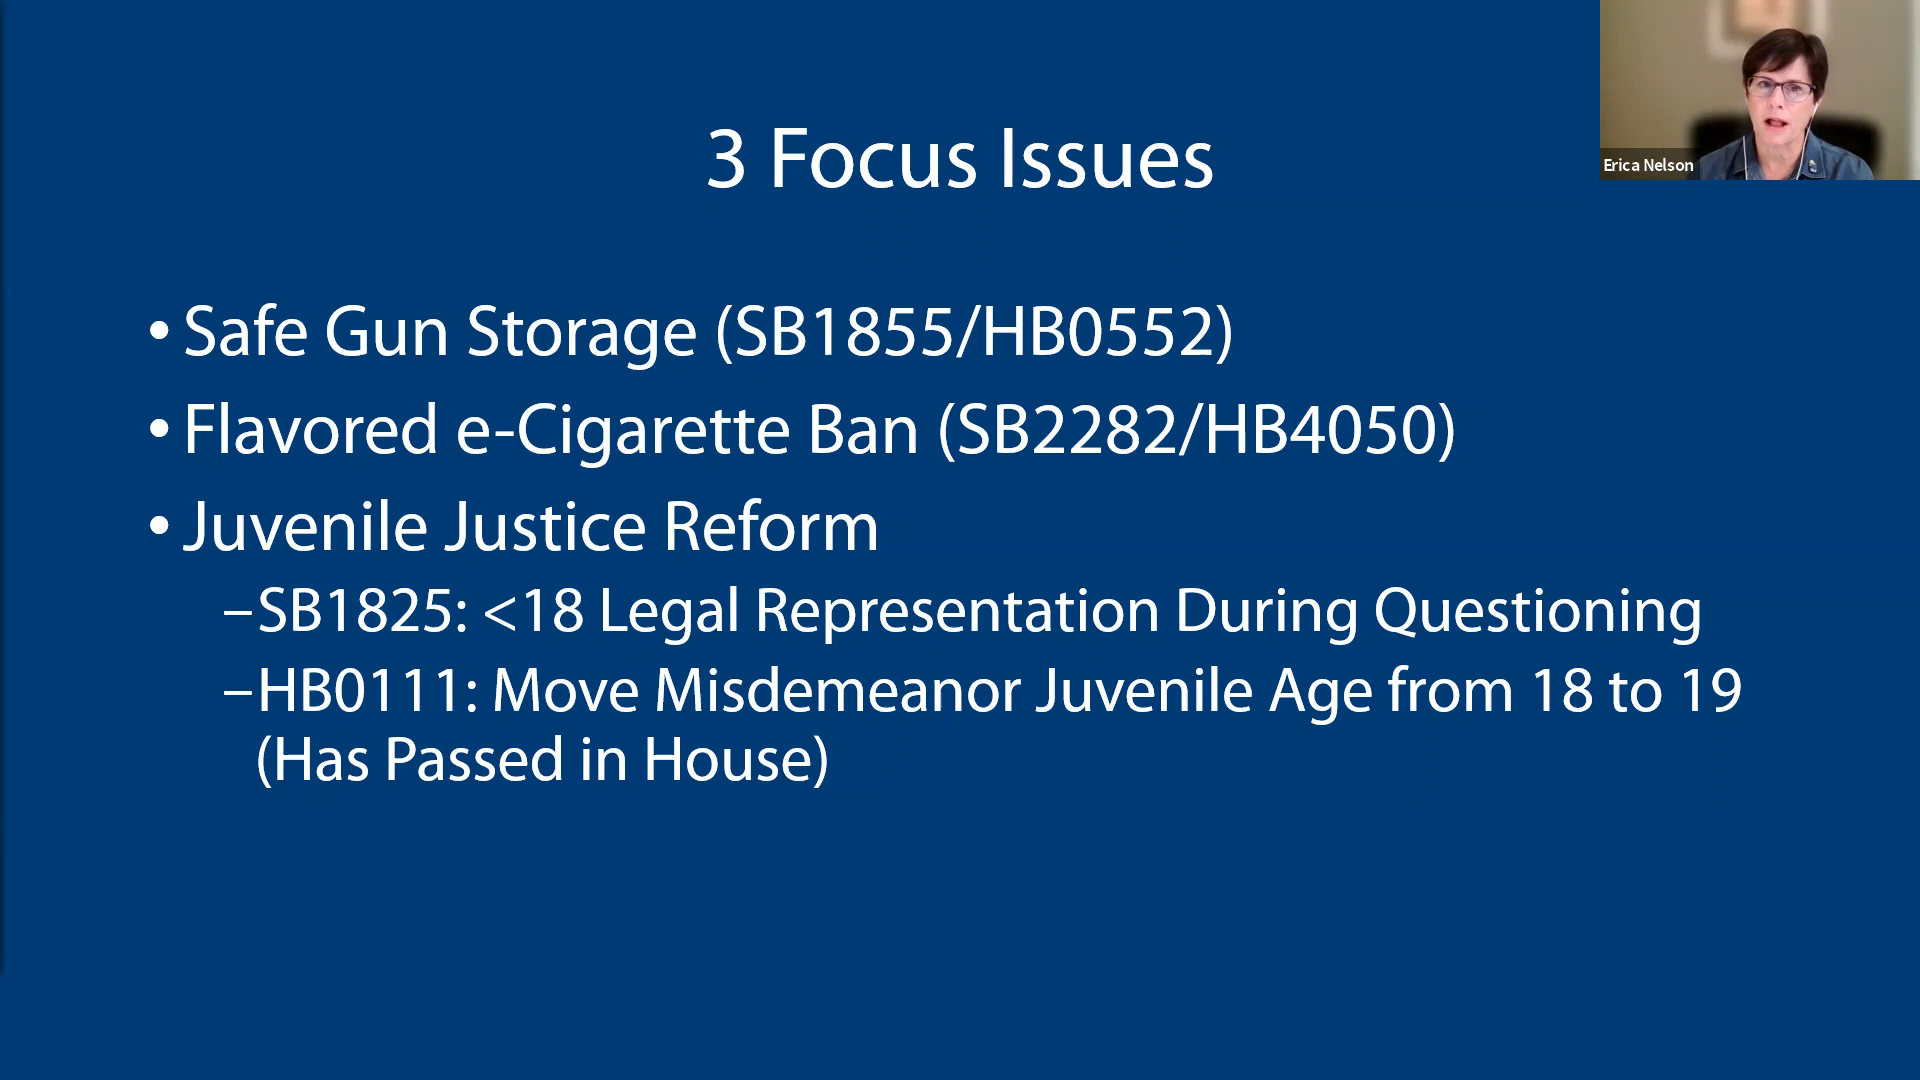 3 Focus Issues
Erica Nelson
• Safe Gun Storage (SB1855/HB0552)
• Flavored e-Cigarette Ban (SB2282/HB4050)
• Juvenile Justice Reform
–SB1825: <18 Legal Representation During Questioning
–HB0111: Move Misdemeanor Juvenile Age from 18 to 19
(Has Passed in House)